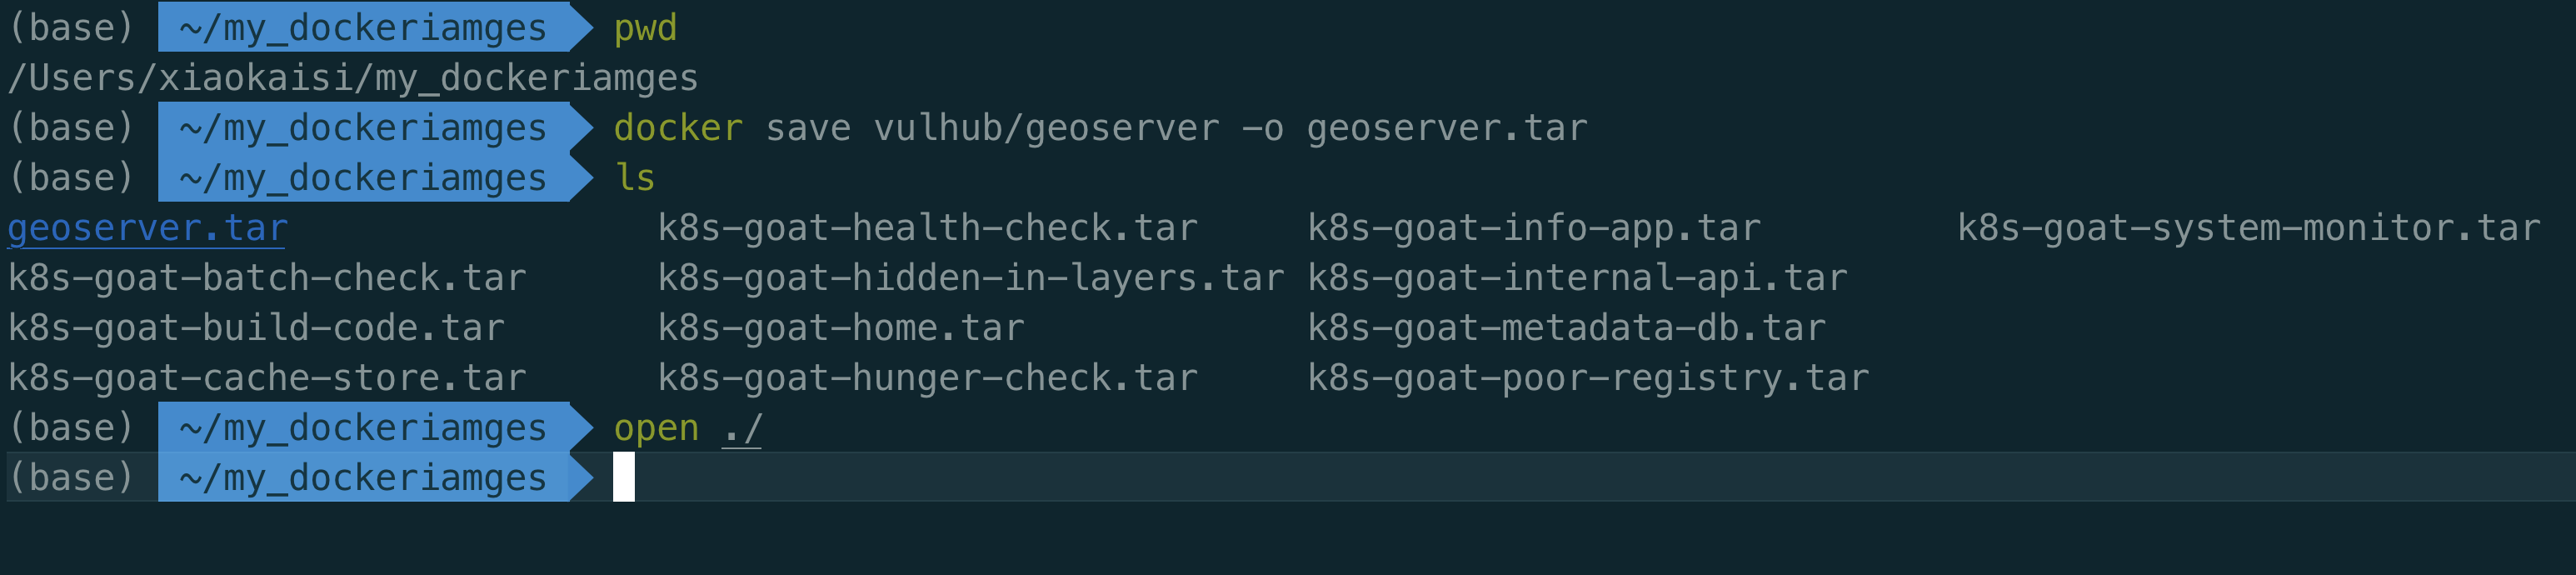 (base) ~/my_dockeriamges pwd
/Users/xiaokaisi/my_dockeriamges
(base) ~/my_dockeriamges docker save vulhub/geoserver -o geoserver.tar
(base) ~/my_dockeriamges ls
geoserver.tar k8s-goat-health-check.tar k8s-goat-info-app.tar k8s-goat-system-monitor.tar
k8s-goat-batch-check.tar k8s-goat-hidden-in-layers.tar k8s-goat-internal-api.tar
k8s-goat-build-code.tar k8s-goat-home.tar k8s-goat-metadata-db.tar
k8s-goat-cache-store.tar k8s-goat-hunger-check.tar k8s-goat-poor-registry.tar
(base) ~/my_dockeriamges open ./
(base) ~/my_dockeriamges